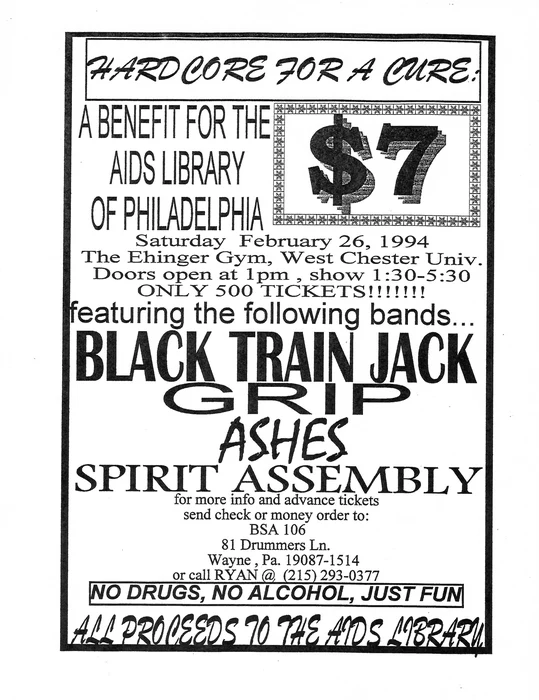 HARDCORE FOR A CURE:
A BENEFIT FOR THE
AIDS LIBRARY
OF PHILADELPHIA
$7
Saturday February 26, 1994
The Ehinger Gym, West Chester Univ.
Doors open at 1pm , show 1:30-5:30
ONLY 500 TICKETS!!!!!!!
featuring the following bands...
BLACK TRAIN JACK
GRIP
ASHES
SPIRIT ASSEMBLY
for more info and advance tickets
send check or money order to:
BSA 106
81 Drummers Ln.
Wayne , Pa. 19087-1514
or call RYAN @ (215) 293-0377
NO DRUGS, NO ALCOHOL, JUST FUN
ALL PROCEEDS TO THE AIDS LIBRARY.